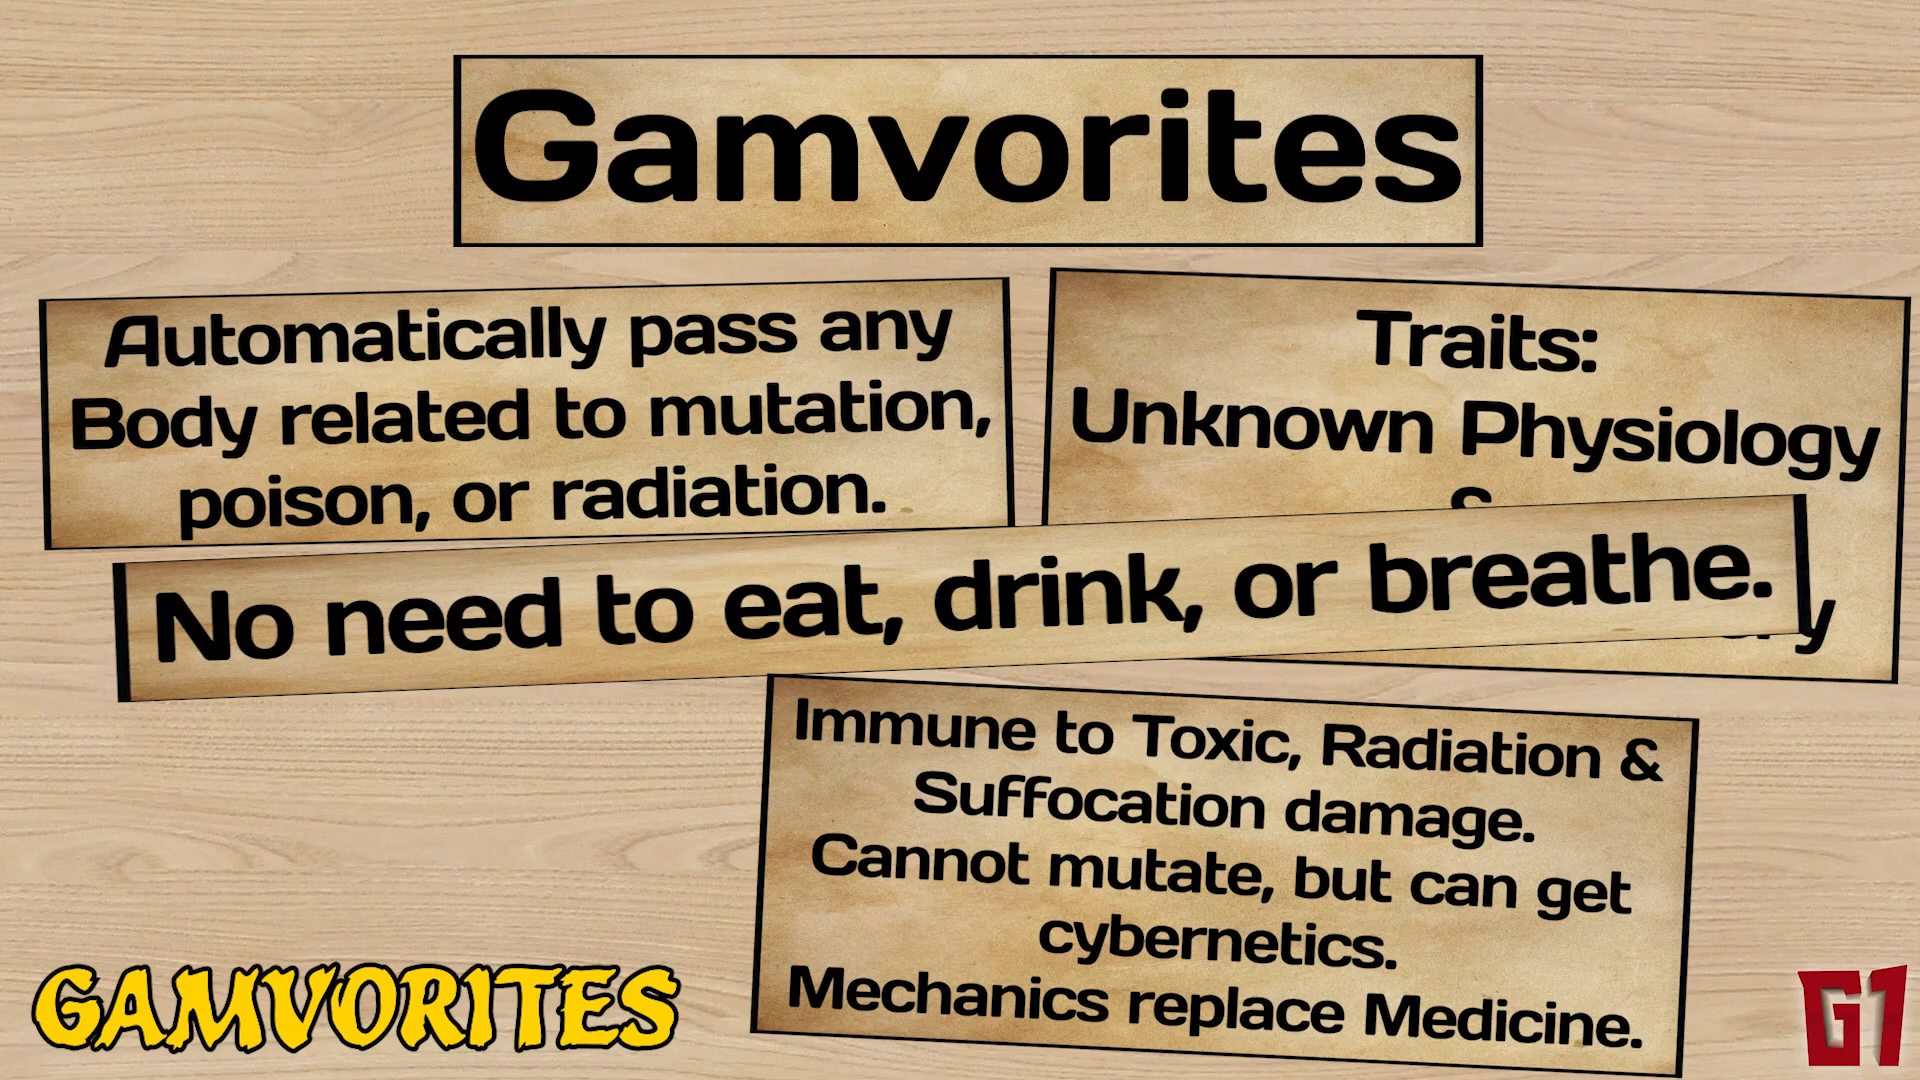 Gamvorites
Automatically pass any
Body related to mutation,
poison, or radiation.
Traits:
Unknown Physiology
No need to eat, drink, or breathe.
Immune to Toxic, Radiation &
Suffocation damage.
Cannot mutate, but can get
cybernetics.
Mechanics replace Medicine.
GAMVORITES
G1